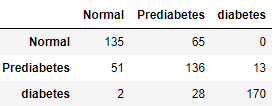 Normal Prediabetes diabetes
Normal 135 65 0
Prediabetes 51 136 13
diabetes 2 28 170